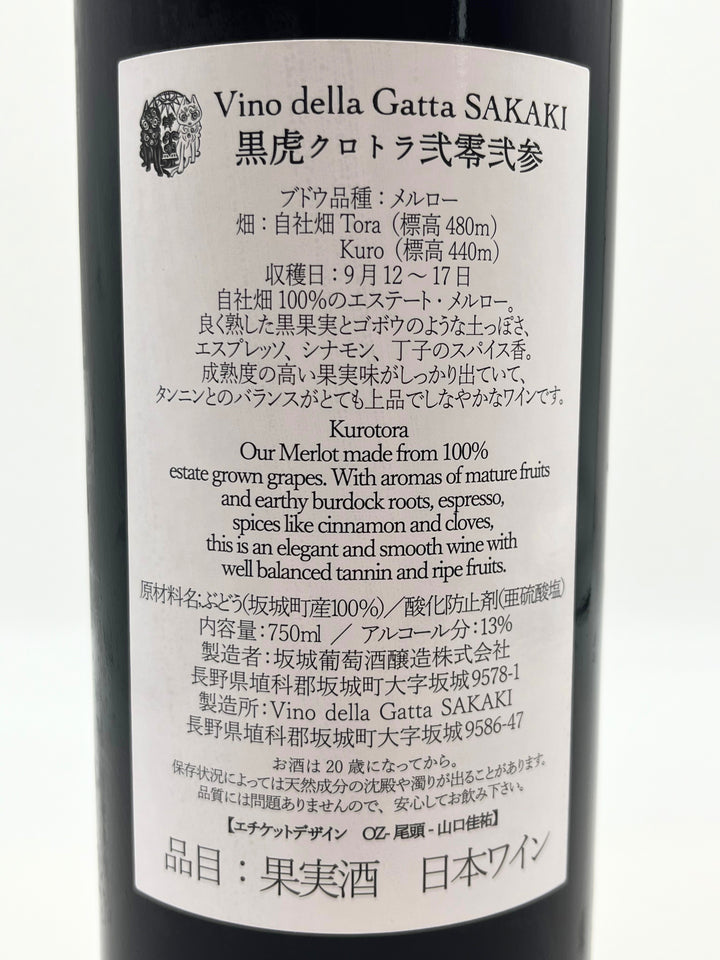 Vino della Gatta SAKAKI
黒虎クロトラ弐零弐参
ブドウ品種：メルロー
畑：自社畑 Tora（標高 480m）
Kuro（標高 440m）
収穫日：9月12～17日
自社畑100%のエステート・メルロー。
良く熟した黒果実とゴボウのような土っぽさ、
エスプレッソ、シナモン、丁子のスパイス香。
成熟度の高い果実味がしっかり出ていて、
タンニンとのバランスがとても上品でしなやかなワインです。
Kurotora
Our Merlot made from 100%
estate grown grapes. With aromas of mature fruits
and earthy burdock roots, espresso,
spices like cinnamon and cloves,
this is an elegant and smooth wine with
well balanced tannin and ripe fruits.
原材料名:ぶどう(坂城町産100%)／酸化防止剤(亜硫酸塩)
内容量:750ml ／ アルコール分:13%
製造者:坂城葡萄酒醸造株式会社
長野県埴科郡坂城町大字坂城9578-1
製造所:Vino della Gatta SAKAKI
長野県埴科郡坂城町大字坂城9586-47
お酒は20歳になってから。
保存状況によっては天然成分の沈殿や濁りが出ることがあります。
品質には問題ありませんので、安心してお飲み下さい。
【エチケットデザイン　OZ-尾頭-山口佳祐】
品目：果実酒　日本ワイン